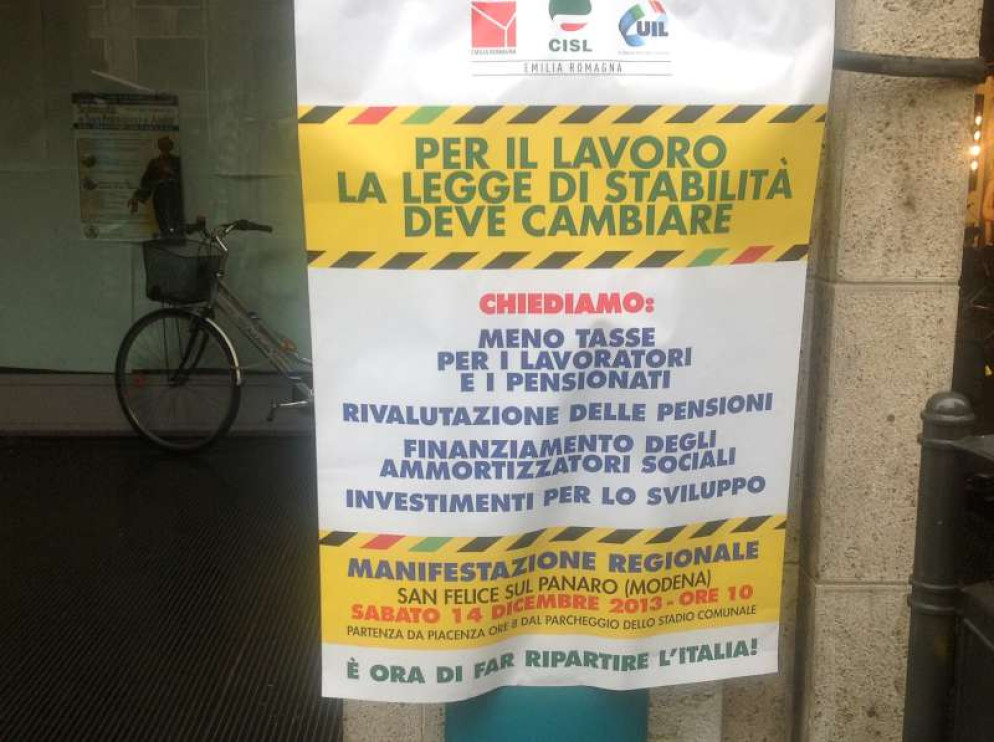 EMILIA ROMAGNA
CISL
UIL
EMILIA ROMAGNA
PER IL LAVORO
LA LEGGE DI STABILITÀ
DEVE CAMBIARE
CHIEDIAMO:
MENO TASSE
PER I LAVORATORI
E I PENSIONATI
RIVALUTAZIONE DELLE PENSIONI
FINANZIAMENTO DEGLI
AMMORTIZZATORI SOCIALI
INVESTIMENTI PER LO SVILUPPO
MANIFESTAZIONE REGIONALE
SAN FELICE SUL PANARO (MODENA)
SABATO 14 DICEMBRE 2013 - ORE 10
PARTENZA DA PIACENZA ORE 8 DAL PARCHEGGIO DELLO STADIO COMUNALE
È ORA DI FAR RIPARTIRE L'ITALIA!